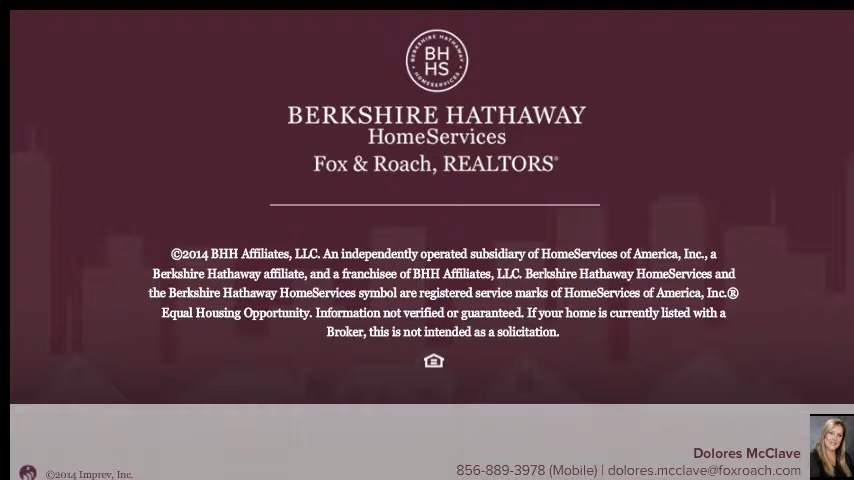 BERKSHIRE HATHAWAY
BH
HS
HOMESERVICES
BERKSHIRE HATHAWAY
HomeServices
Fox & Roach, REALTORS®
©2014 BHH Affiliates, LLC. An independently operated subsidiary of HomeServices of America, Inc., a
Berkshire Hathaway affiliate, and a franchisee of BHH Affiliates, LLC. Berkshire Hathaway HomeServices and
the Berkshire Hathaway HomeServices symbol are registered service marks of HomeServices of America, Inc.®
Equal Housing Opportunity. Information not verified or guaranteed. If your home is currently listed with a
Broker, this is not intended as a solicitation.
Dolores McClave
856-889-3978 (Mobile) | dolores.mcclave@foxroach.com
©2014 Imprev, Inc.